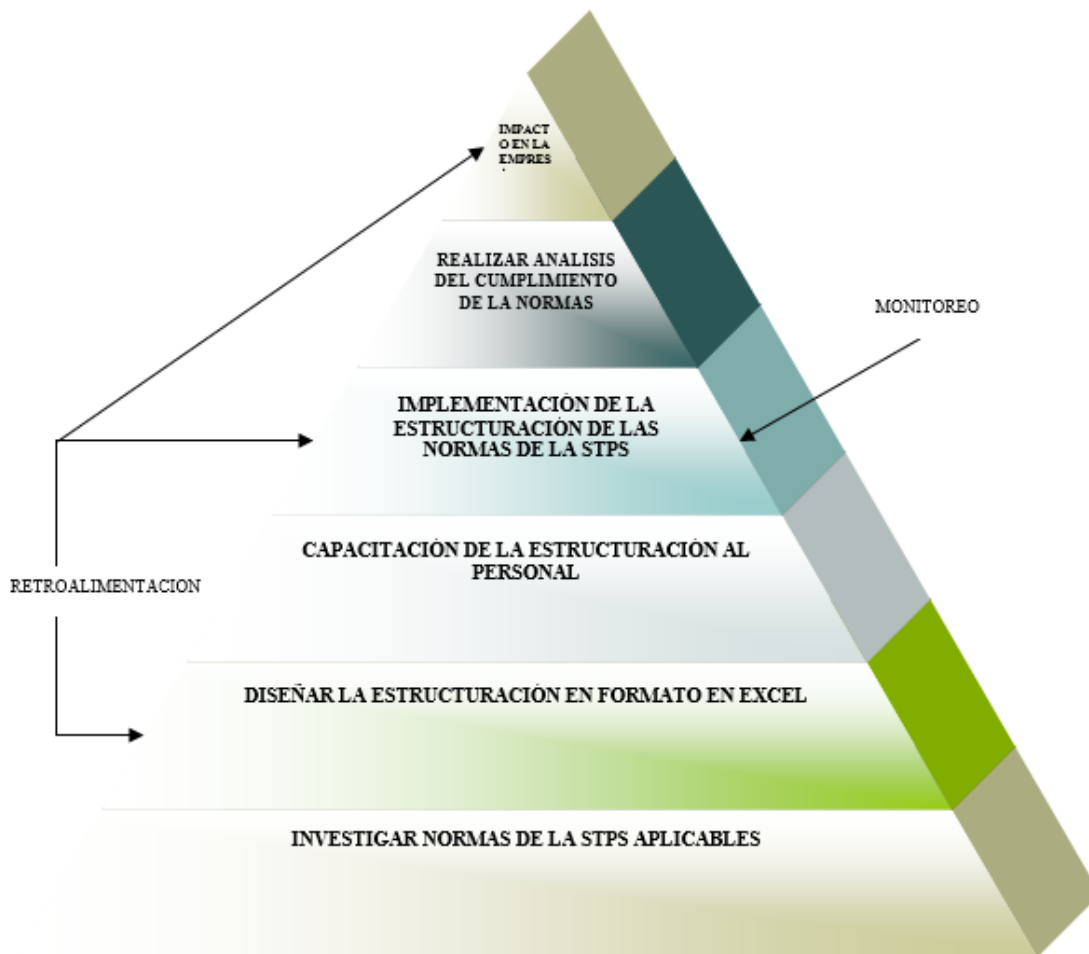 IMPACT
O EN LA
EMPRES
REALIZAR ANALISIS
DEL CUMPLIMIENTO
DE LA NORMAS
MONITOREO
IMPLEMENTACIÓN DE LA
ESTRUCTURACIÓN DE LAS
NORMAS DE LA STPS
CAPACITACIÓN DE LA ESTRUCTURACIÓN AL
PERSONAL
RETROALIMENTACION
DISEÑAR LA ESTRUCTURACIÓN EN FORMATO EN EXCEL
INVESTIGAR NORMAS DE LA STPS APLICABLES